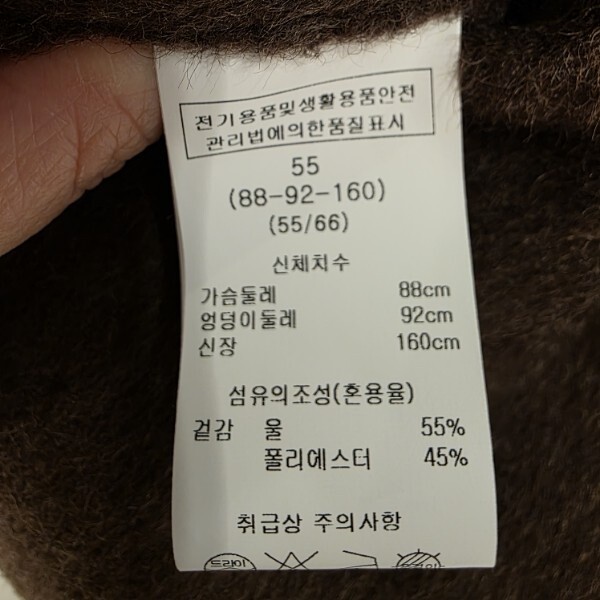 전기용품및생활용품안전
관리법에의한품질표시
55
(88-92-160)
(55/66)
신체치수
가슴둘레 88cm
엉덩이둘레 92cm
신장 160cm
섬유의조성(혼용율)
겉감 울 55%
폴리에스터 45%
취급상 주의사항
드라이